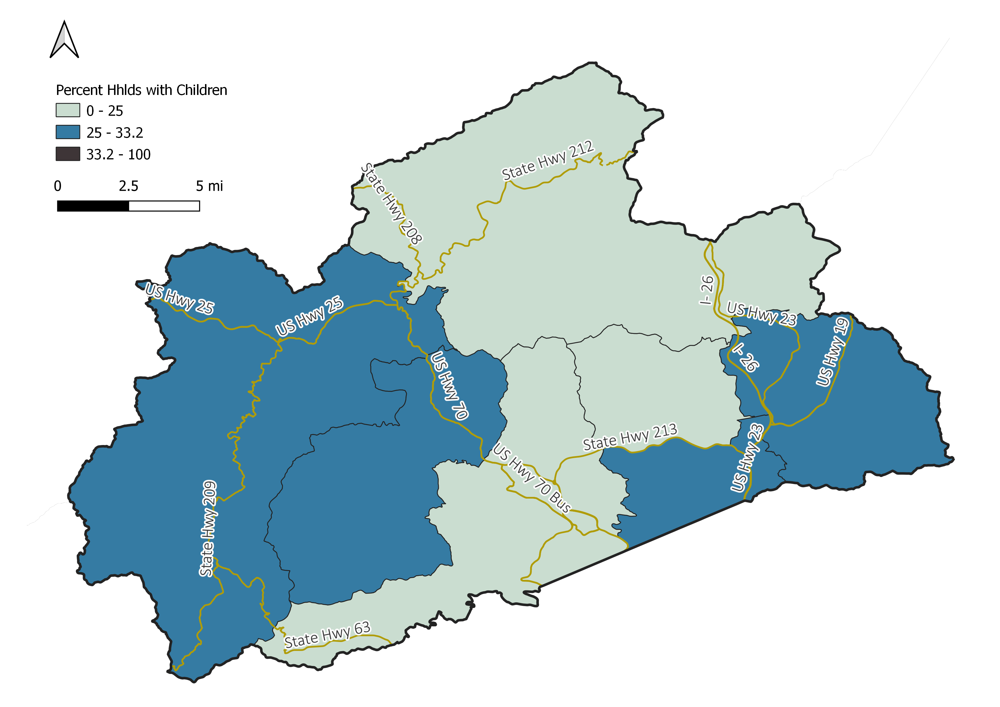 Percent Hhlds with Children
0 - 25
25 - 33.2
33.2 - 100
0 2.5 5 mi
State Hwy 212
State Hwy 208
I- 26
US Hwy 25
US Hwy 25
US Hwy 23
US Hwy 19
I- 26
US Hwy 70
State Hwy 213
US Hwy 23
US Hwy 70 Bus
State Hwy 209
State Hwy 63